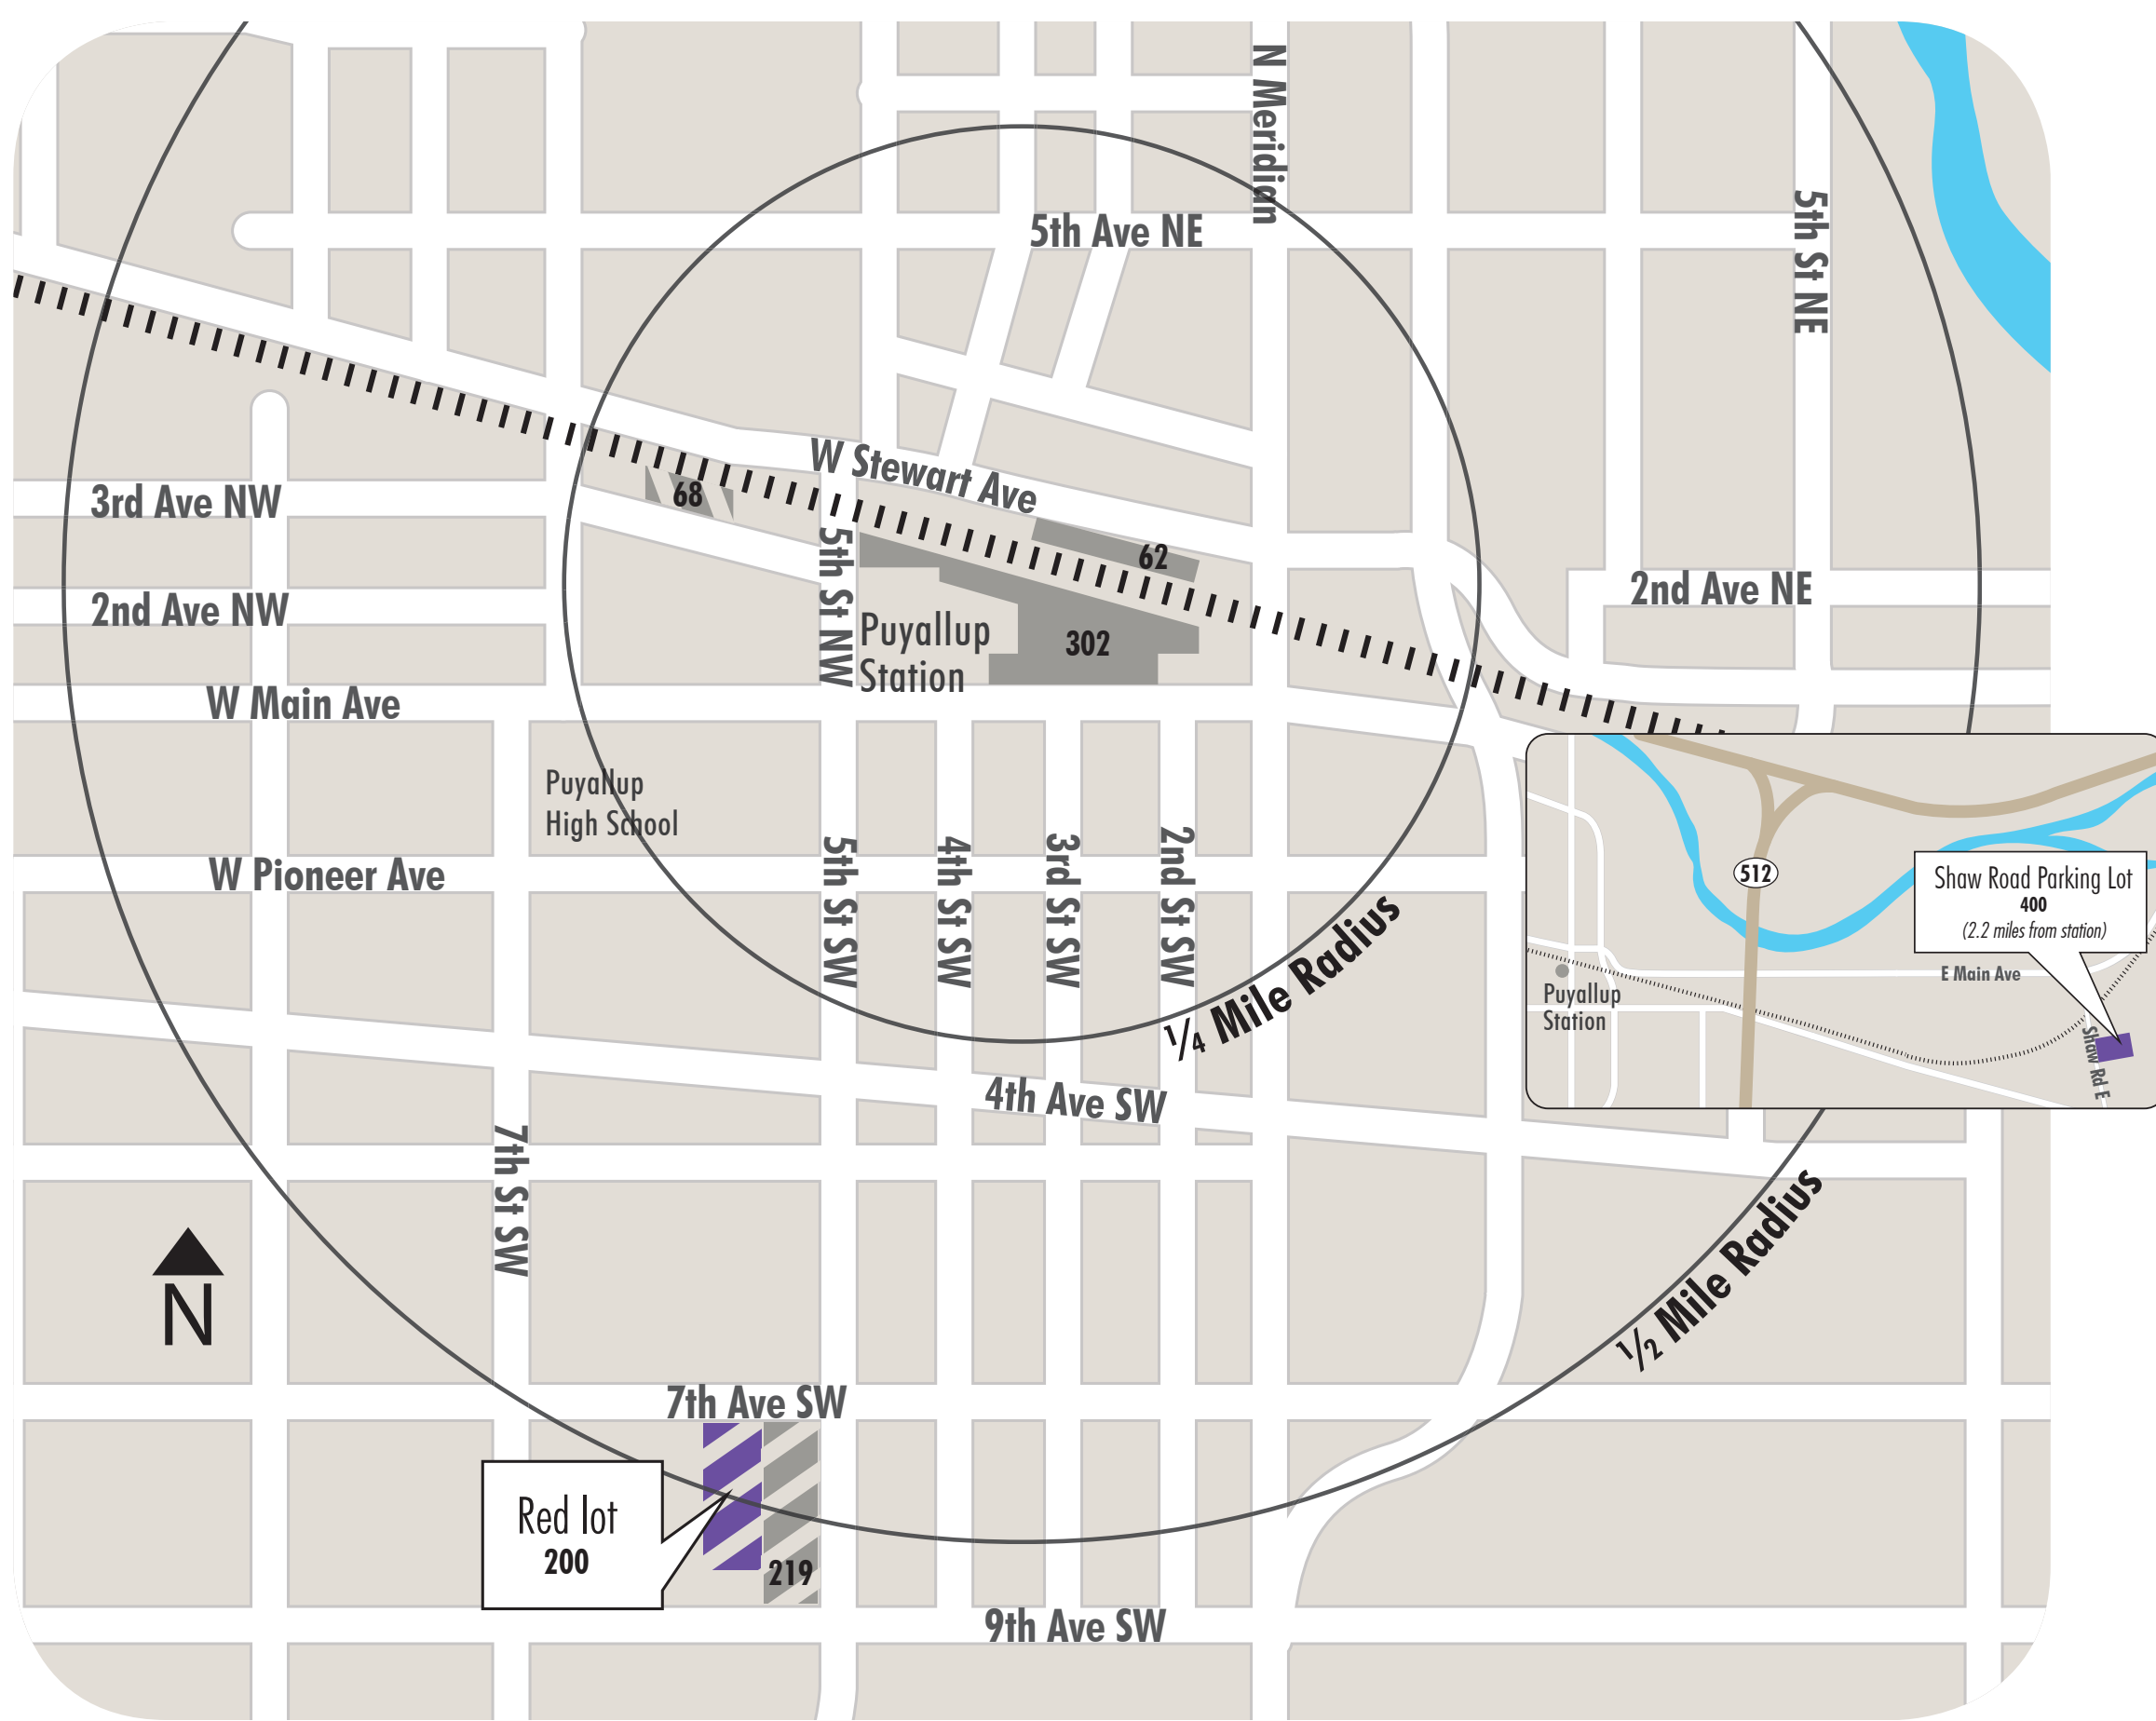 N Meridian
5th Ave NE
5th St NE
W Stewart Ave
3rd Ave NW
68
5th St NW
62
2nd Ave NW
2nd Ave NE
Puyallup
Station
302
W Main Ave
Puyallup
High School
W Pioneer Ave
5th St SW
4th St SW
3rd St SW
2nd St SW
1/4 Mile Radius
512
Shaw Road Parking Lot
400
(2.2 miles from station)
E Main Ave
Puyallup
Station
Shaw Rd E
4th Ave SW
7th St SW
1/2 Mile Radius
N
7th Ave SW
Red lot
200
219
9th Ave SW